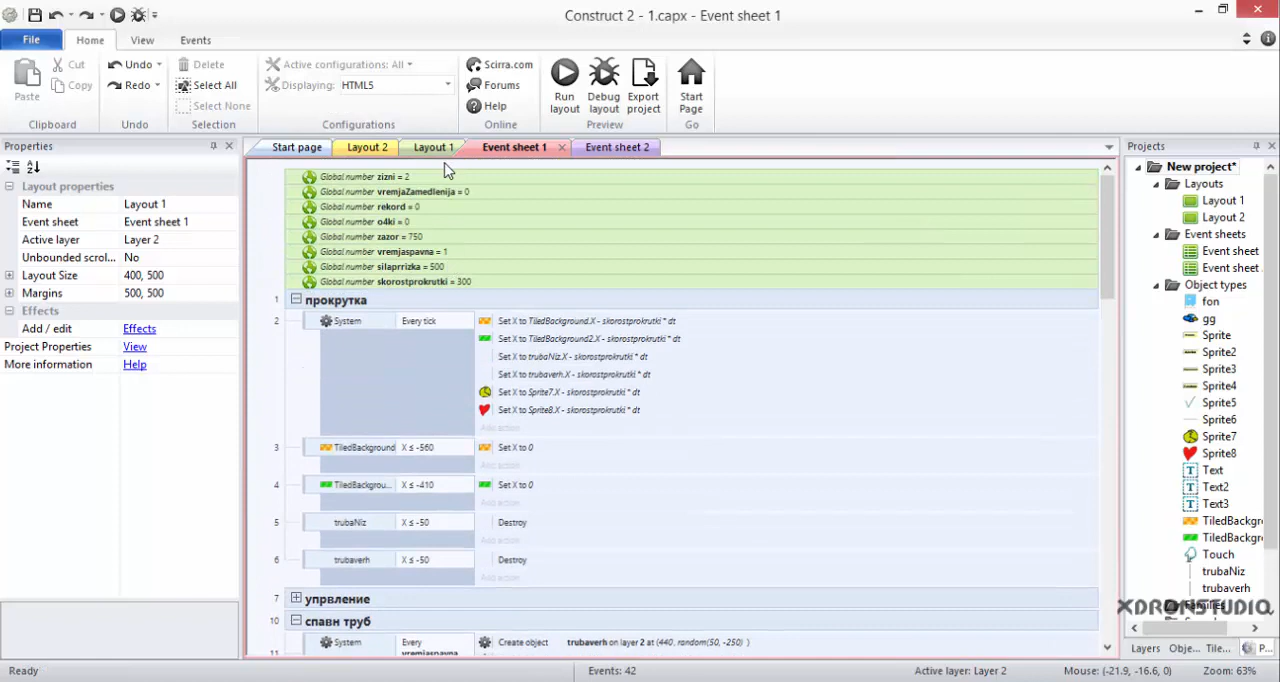 Construct 2 - 1.capx - Event sheet 1
File Home View Events
Paste
Cut
Copy
Clipboard
Undo
Redo
Undo
Delete
Select All
Select None
Selection
Active configurations: All
Displaying: HTML5
Configurations
Scirra.com
Forums
Help
Online
Run layout
Debug layout
Export project
Preview
Start Page
Go
Properties
Layout properties
Name Layout 1
Event sheet Event sheet 1
Active layer Layer 2
Unbounded scrol... No
Layout Size 400, 500
Margins 500, 500
Effects
Add / edit Effects
Project Properties View
More information Help
Start page Layout 2 Layout 1 Event sheet 1 Event sheet 2
Global number zizni = 2
Global number vremjaZamedlenija = 0
Global number rekord = 0
Global number o4ki = 0
Global number zazor = 750
Global number vremjaspavna = 1
Global number silaprrizka = 500
Global number skorostprokrutki = 300
1 прокрутка
2 System Every tick Set X to TiledBackground.X - skorostprokrutki * dt
Set X to TiledBackground2.X - skorostprokrutki * dt
Set X to trubaNiz.X - skorostprokrutki * dt
Set X to trubaverh.X - skorostprokrutki * dt
Set X to Sprite7.X - skorostprokrutki * dt
Set X to Sprite8.X - skorostprokrutki * dt
Add action
3 TiledBackground X ≤ -560 Set X to 0
Add action
4 TiledBackgrou... X ≤ -410 Set X to 0
Add action
5 trubaNiz X ≤ -50 Destroy
Add action
6 trubaverh X ≤ -50 Destroy
Add action
7 упрвление
10 спавн труб
11 System Every vremjaspavna Create object trubaverh on layer 2 at (440, random(50, -250) )
Projects
New project*
Layouts
Layout 1
Layout 2
Event sheets
Event sheet
Event sheet
Object types
fon
gg
Sprite
Sprite2
Sprite3
Sprite4
Sprite5
Sprite6
Sprite7
Sprite8
Text
Text2
Text3
TiledBackgr
TiledBackgr
Touch
trubaNiz
trubaverh
Families
XDRONSTUDIO
Layers Obje... Tile... P...
Ready Events: 42 Active layer: Layer 2 Mouse: (-21.9, -16.6, 0) Zoom: 63%